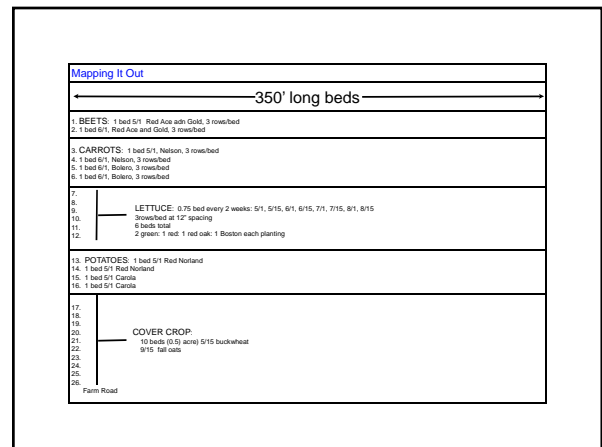 Mapping It Out
350' long beds
1. BEETS: 1 bed 5/1 Red Ace adn Gold, 3 rows/bed
2. 1 bed 6/1, Red Ace and Gold, 3 rows/bed
3. CARROTS: 1 bed 5/1, Nelson, 3 rows/bed
4. 1 bed 6/1, Nelson, 3 rows/bed
5. 1 bed 6/1, Bolero, 3 rows/bed
6. 1 bed 6/1, Bolero, 3 rows/bed
7.
8.
9. LETTUCE: 0.75 bed every 2 weeks: 5/1, 5/15, 6/1, 6/15, 7/1, 7/15, 8/1, 8/15
10. 3rows/bed at 12" spacing
11. 6 beds total
12. 2 green: 1 red: 1 red oak: 1 Boston each planting
13. POTATOES: 1 bed 5/1 Red Norland
14. 1 bed 5/1 Red Norland
15. 1 bed 5/1 Carola
16. 1 bed 5/1 Carola
17.
18.
19.
20. COVER CROP:
21. 10 beds (0.5) acre) 5/15 buckwheat
22. 9/15 fall oats
23.
24.
25.
26.
Farm Road